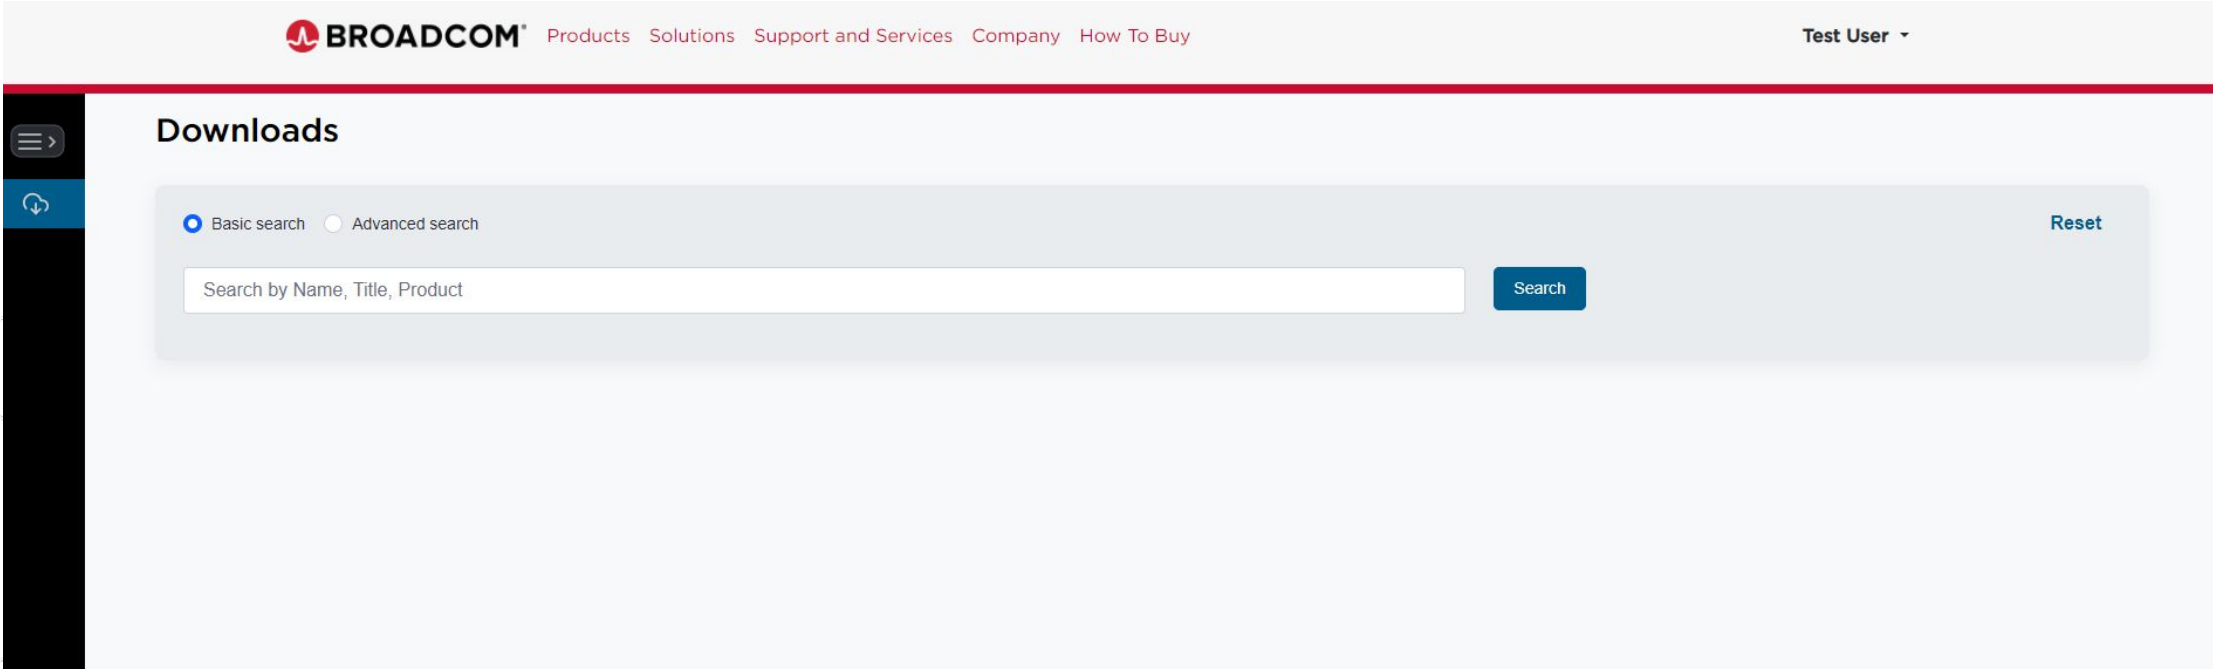 BROADCOM® Products Solutions Support and Services Company How To Buy Test User
Downloads
Basic search Advanced search Reset
Search by Name, Title, Product Search